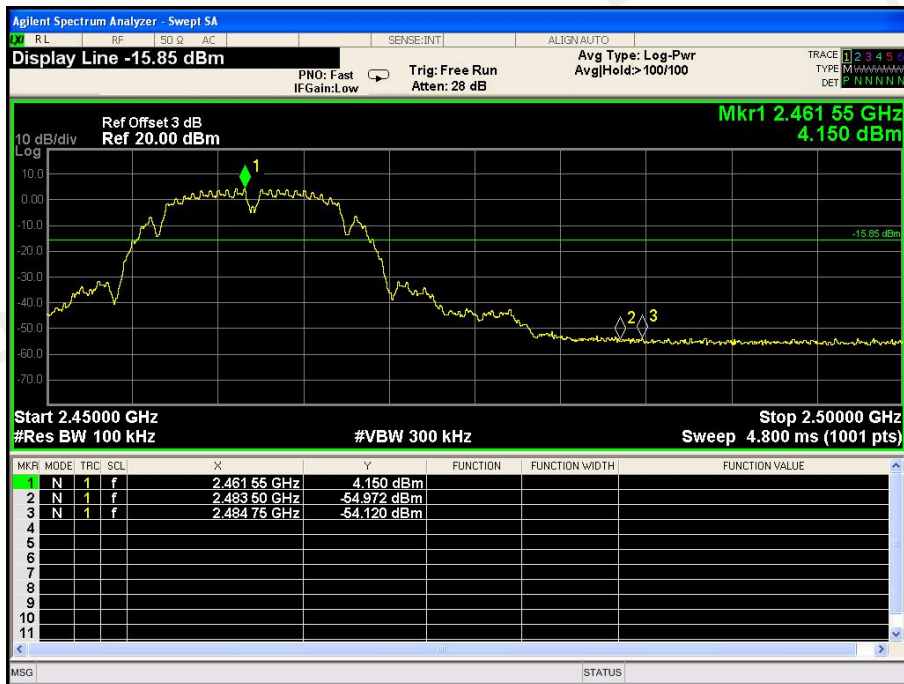 Agilent Spectrum Analyzer - Swept SA
LXI RL RF 50 Ω AC SENSE:INT ALIGN AUTO
Display Line -15.85 dBm
PNO: Fast
IFGain:Low
Trig: Free Run
Atten: 28 dB
Avg Type: Log-Pwr
Avg|Hold:>100/100
TRACE 1 2 3 4 5 6
TYPE MWWWWW
DET P N N N N N
Mkr1 2.461 55 GHz
4.150 dBm
Ref Offset 3 dB
10 dB/div Ref 20.00 dBm
Log
1
10.0
0.00
-10.0
-15.85 dBm
-20.0
-30.0
-40.0
2 3
-50.0
-60.0
-70.0
Start 2.45000 GHz Stop 2.50000 GHz
#Res BW 100 kHz #VBW 300 kHz Sweep 4.800 ms (1001 pts)
MKR MODE TRC SCL X Y FUNCTION FUNCTION WIDTH FUNCTION VALUE
1 N 1 f 2.461 55 GHz 4.150 dBm
2 N 1 f 2.483 50 GHz -54.972 dBm
3 N 1 f 2.484 75 GHz -54.120 dBm
4
5
6
7
8
9
10
11
MSG STATUS